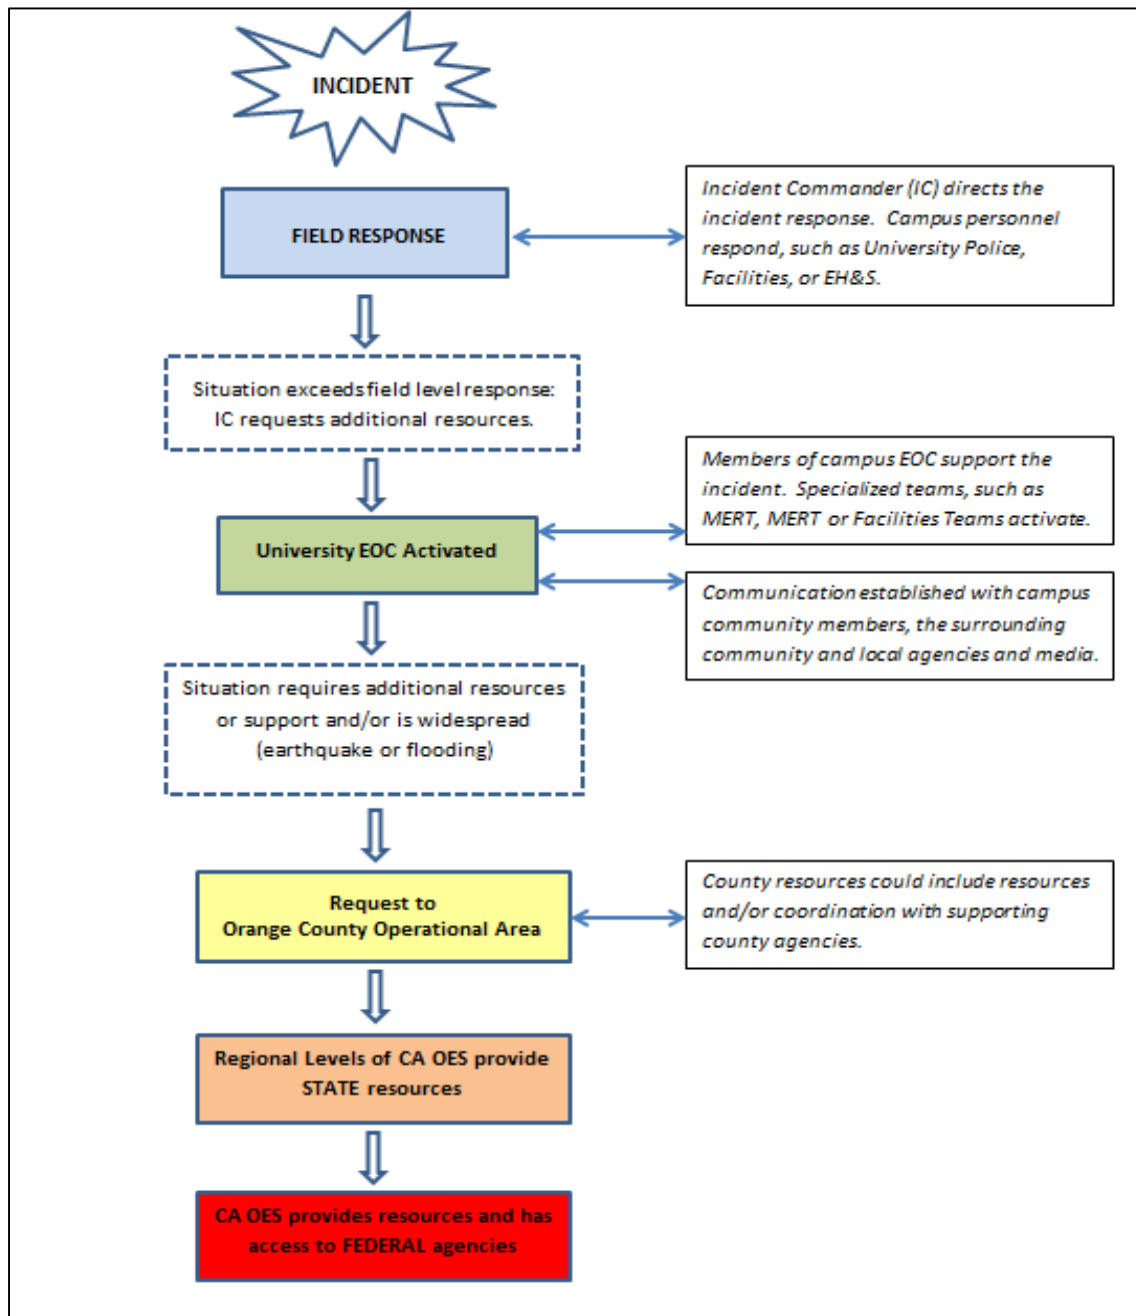 INCIDENT
FIELD RESPONSE
Incident Commander (IC) directs the
incident response. Campus personnel
respond, such as University Police,
Facilities, or EH&S.
Situation exceeds field level response:
IC requests additional resources.
Members of campus EOC support the
incident. Specialized teams, such as
MERT, MERT or Facilities Teams activate.
University EOC Activated
Communication established with campus
community members, the surrounding
community and local agencies and media.
Situation requires additional resources
or support and/or is widespread
(earthquake or flooding)
Request to
Orange County Operational Area
County resources could include resources
and/or coordination with supporting
county agencies.
Regional Levels of CA OES provide
STATE resources
CA OES provides resources and has
access to FEDERAL agencies